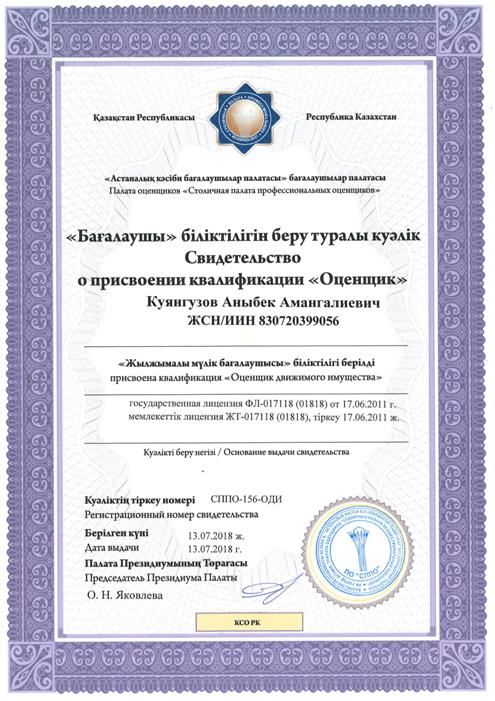 Қазақстан Республикасы
Республика Казахстан
«Астаналық кәсіби бағалаушылар палатасы» бағалаушылар палатасы
Палата оценщиков «Столичная палата профессиональных оценщиков»
«Бағалаушы» біліктілігін беру туралы куәлік
Свидетельство
о присвоении квалификации «Оценщик»
Куянгузов Аныбек Амангалиевич
ЖСН/ИИН 830720399056
«Жылжымалы мүлік бағалаушысы» біліктілігі берілді
присвоена квалификация «Оценщик движимого имущества»
государственная лицензия ФЛ-017118 (01818) от 17.06.2011 г.
мемлекеттік лицензия ЖТ-017118 (01818), тіркеу 17.06.2011 ж.
Куәлікті беру негізі / Основание выдачи свидетельства
Куәліктің тіркеу номері СППО-156-ОДИ
Регистрационный номер свидетельства
Берілген күні 13.07.2018 ж.
Дата выдачи 13.07.2018 г.
Палата Президиумының Төрағасы
Председатель Президиума Палаты
О. Н. Яковлева
ПО "СППО"
КСО РК